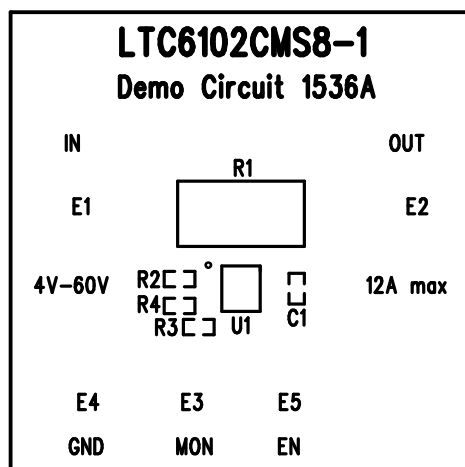 LTC6102CMS8-1
Demo Circuit 1536A
IN OUT
R1
E1 E2
4V-60V R2 12A max
R4
R3 U1 C1
E4 E3 E5
GND MON EN